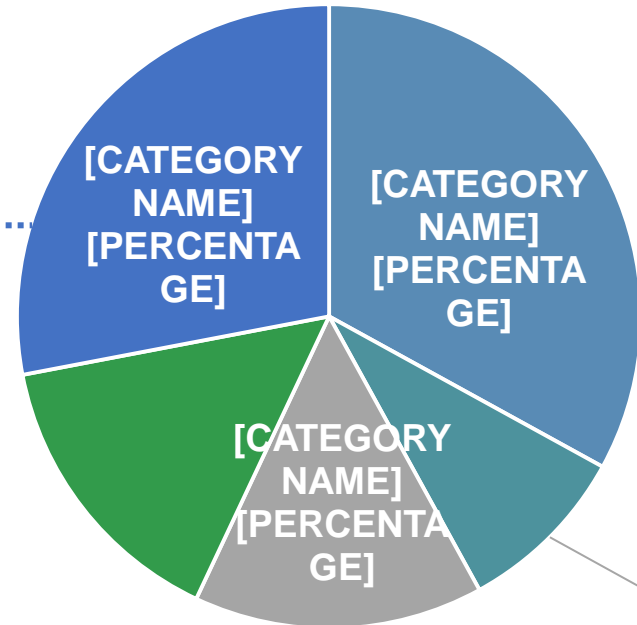 [CATEGORY
NAME]
[PERCENTA
GE]
[CATEGORY
NAME]
[PERCENTA
GE]
[CATEGORY
NAME]
[PERCENTA
GE]